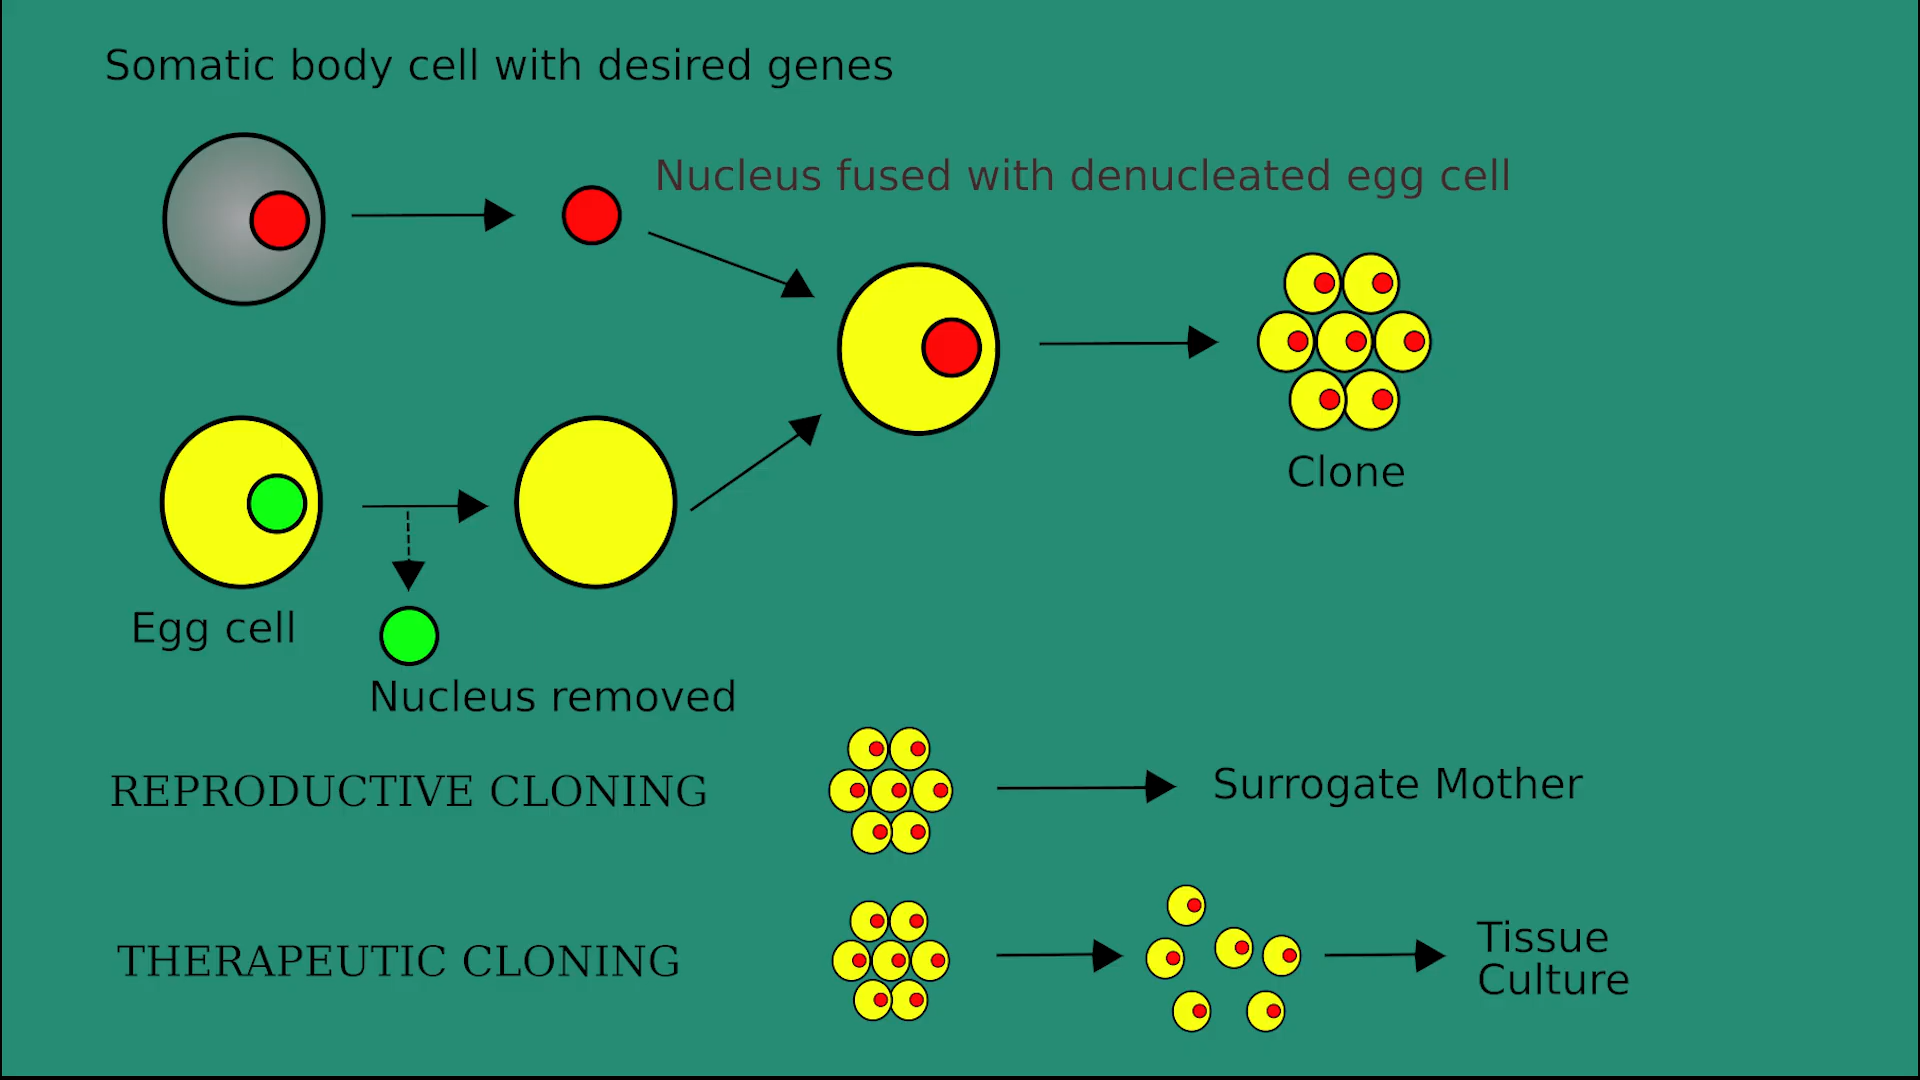 Somatic body cell with desired genes
Nucleus fused with denucleated egg cell
Clone
Egg cell
Nucleus removed
REPRODUCTIVE CLONING
Surrogate Mother
THERAPEUTIC CLONING
Tissue
Culture